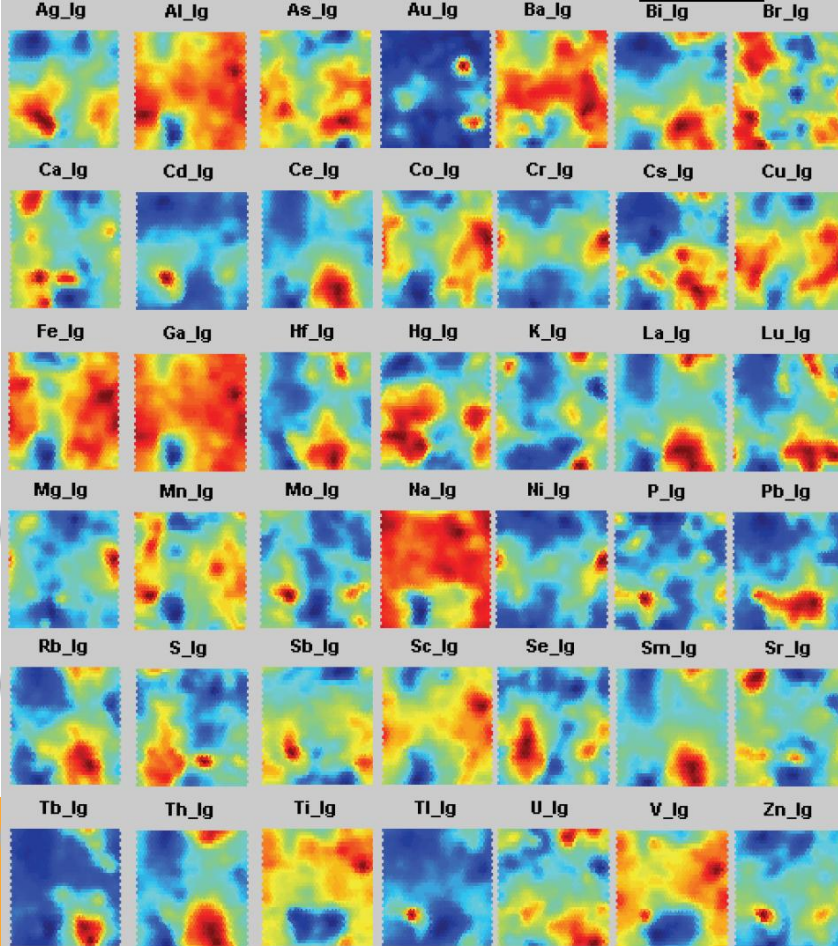 Ag_lg Al_lg As_lg Au_lg Ba_lg Bi_lg Br_lg
Ca_lg Cd_lg Ce_lg Co_lg Cr_lg Cs_lg Cu_lg
Fe_lg Ga_lg Hf_lg Hg_lg K_lg La_lg Lu_lg
Mg_lg Mn_lg Mo_lg Na_lg Ni_lg P_lg Pb_lg
Rb_lg S_lg Sb_lg Sc_lg Se_lg Sm_lg Sr_lg
Tb_lg Th_lg Ti_lg Tl_lg U_lg V_lg Zn_lg